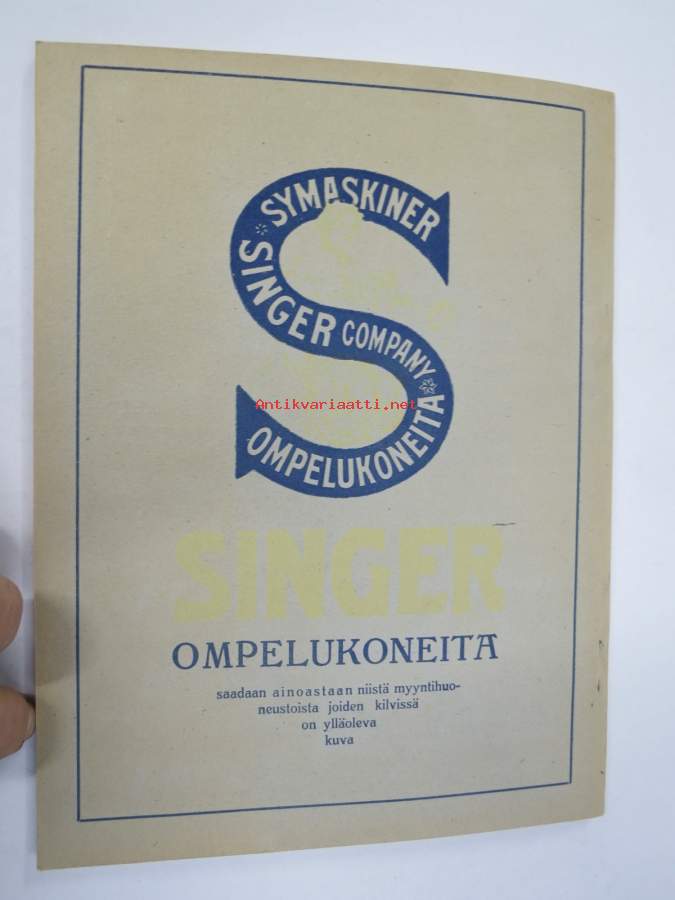 SYMASKINER
SINGER COMPANY
OMPELUKONEITA
Antikvariaatti.net
SINGER
OMPELUKONEITA
saadaan ainoastaan niistä myyntihuo-
neustoista joiden kilvissä
on ylläoleva
kuva